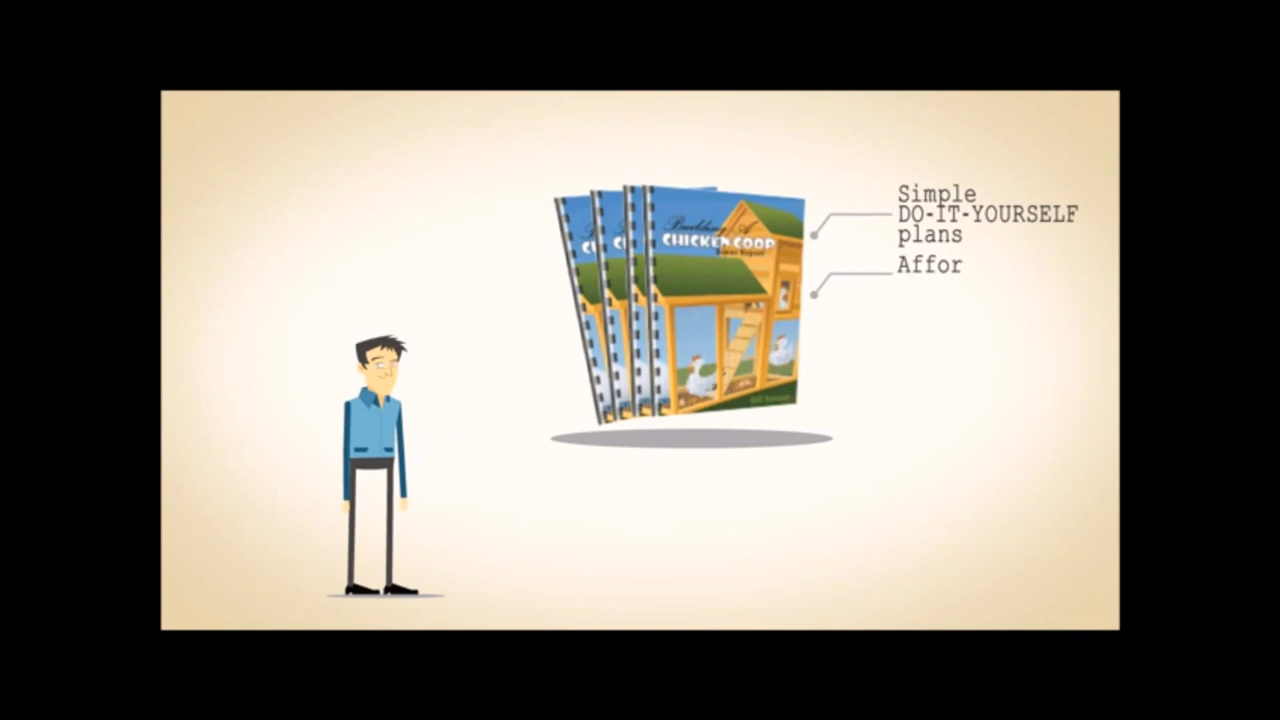 Building A
CHICKEN COOP
Simple
DO-IT-YOURSELF
plans
Affor